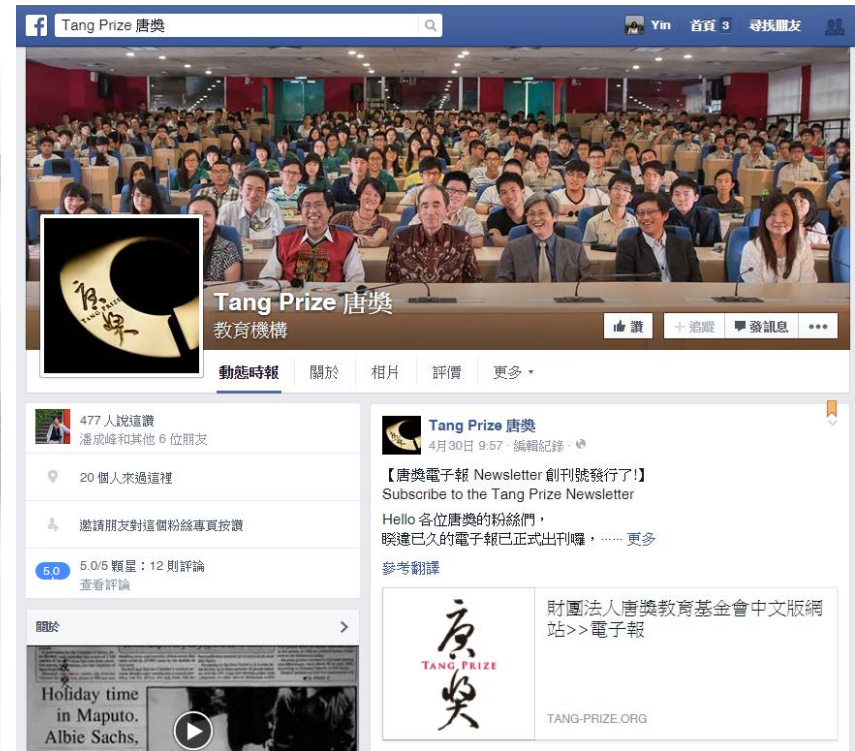 Tang Prize 唐獎
Yin 首頁 3 尋找朋友
唐獎
TANG PRIZE
Tang Prize 唐獎
教育機構
讚 + 追蹤 發訊息 •••
動態時報 關於 相片 評價 更多
477 人說這讚
潘成峰和其他 6 位朋友
20 個人來過這裡
邀請朋友對這個粉絲專頁按讚
5.0 5.0/5 顆星：12 則評論
查看評論
關於
Holiday time
in Maputo.
Albie Sachs,
Tang Prize 唐獎
4月30日 9:57 · 編輯紀錄 ·
【唐獎電子報 Newsletter 創刊號發行了!】
Subscribe to the Tang Prize Newsletter
Hello 各位唐獎的粉絲們，
睽違已久的電子報已正式出刊囉，...... 更多
參考翻譯
唐獎
TANG PRIZE
財團法人唐獎教育基金會中文版網
站>>電子報
TANG-PRIZE.ORG